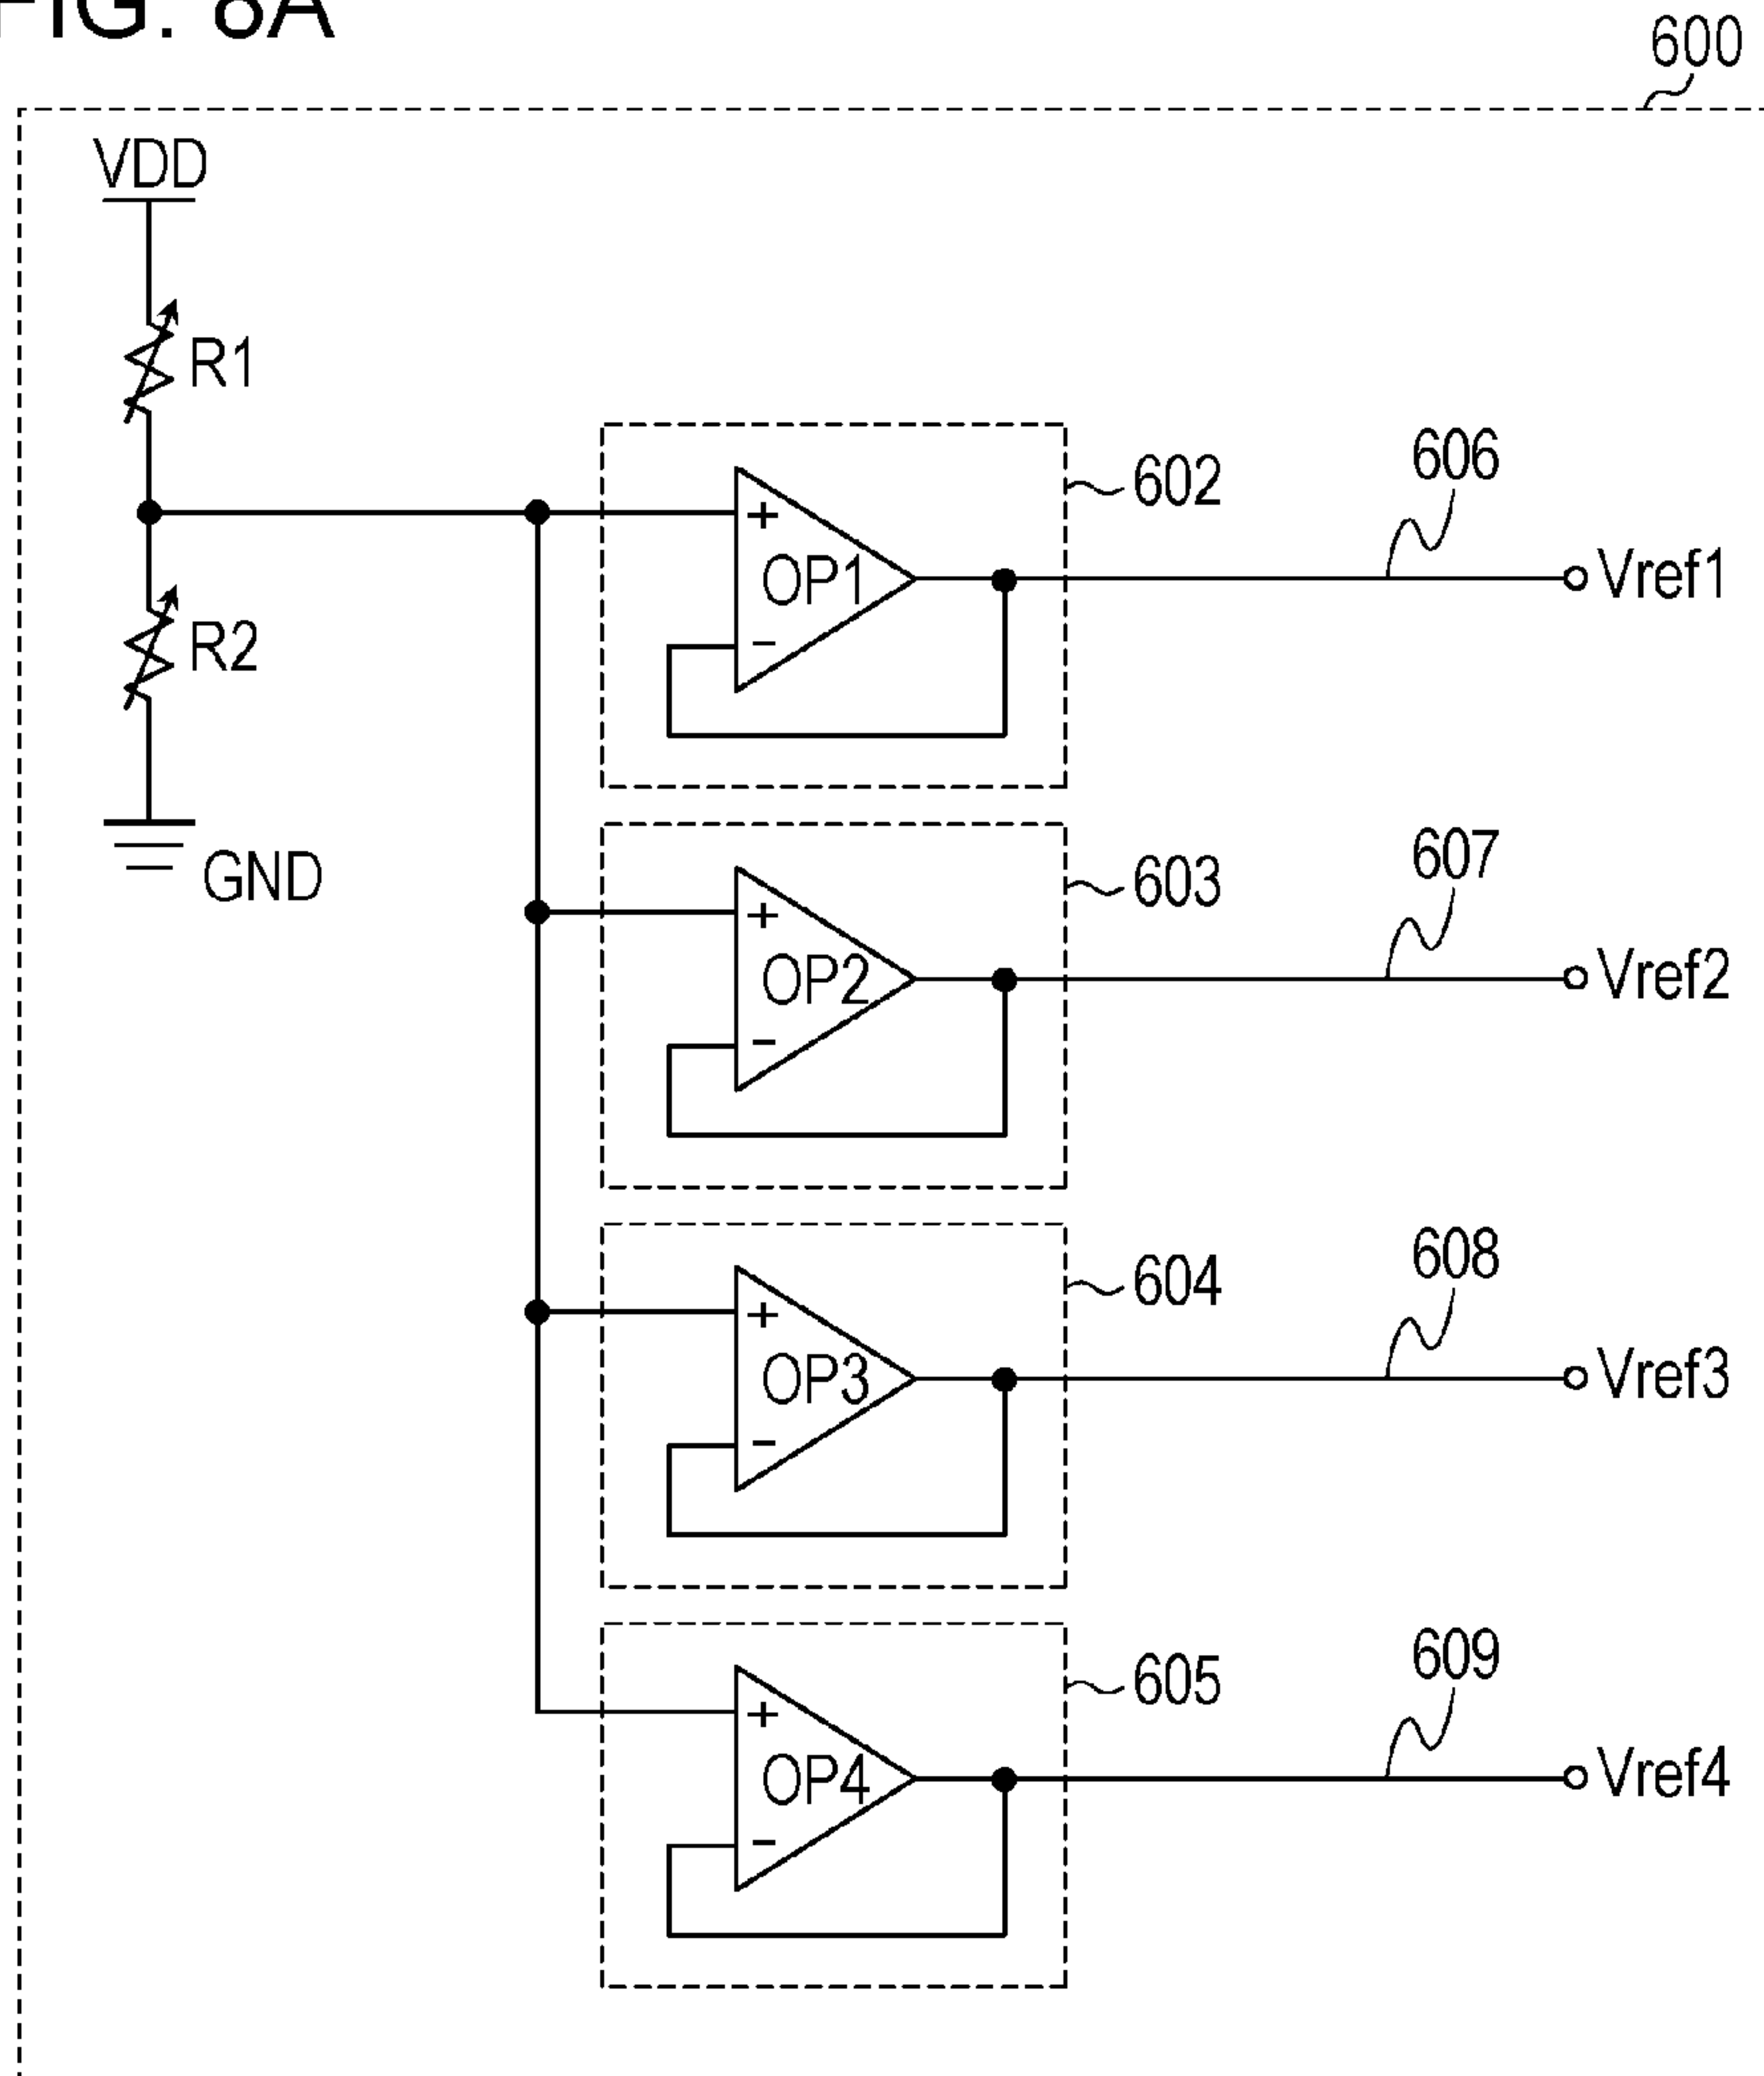 FIG. 8A
600
VDD
R1
602
606
+
OP1
−
Vref1
R2
GND
603
607
+
OP2
−
Vref2
604
608
+
OP3
−
Vref3
605
609
+
OP4
−
Vref4